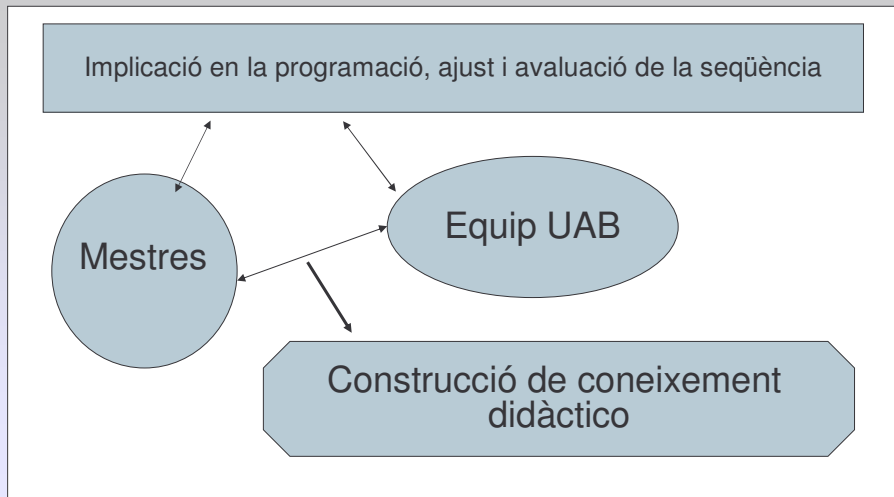 Implicació en la programació, ajust i avaluació de la seqüència
Equip UAB
Mestres
Construcció de coneixement
didàctico